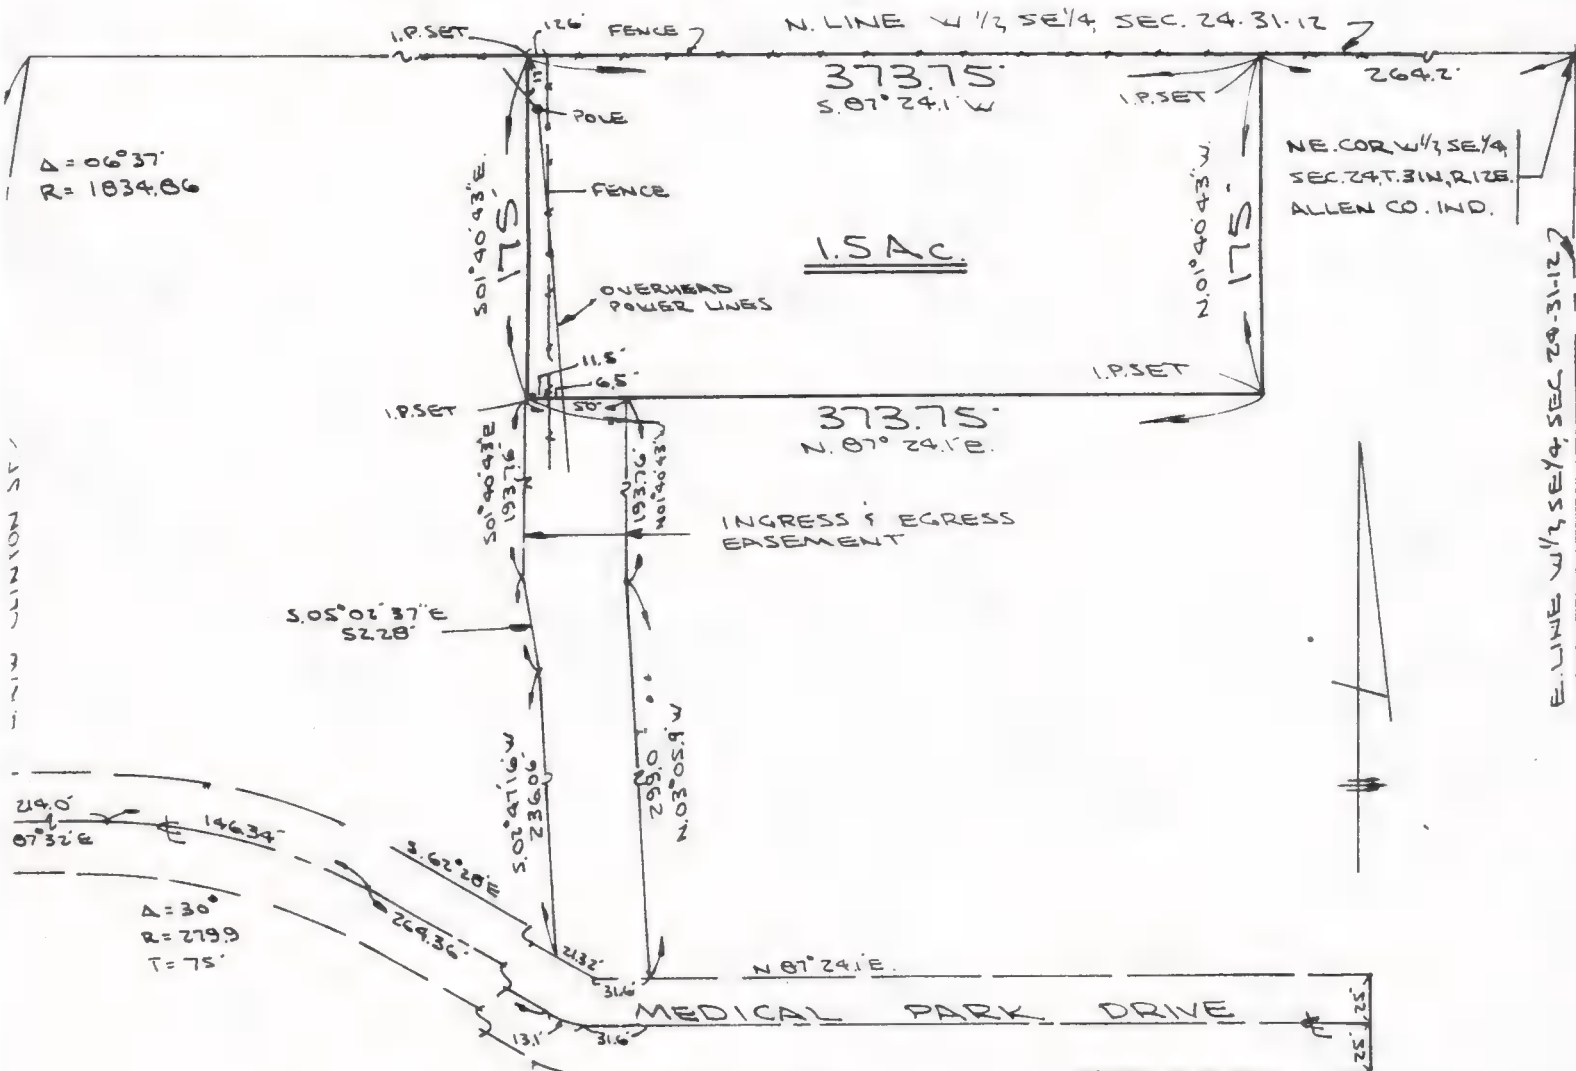 N. LINE W 1/2, SE 1/4, SEC. 24-31-12
I.P. SET
126'
FENCE
373.75'
S. 87° 24.1' W
I.P. SET
264.2'
11'
POLE
Δ = 06° 37'
R = 1834.86
FENCE
S01° 40' 43" E.
175'
N.01° 40' 43" W.
175'
NE. COR W 1/2, SE 1/4
SEC. 24, T. 31N, R12E.
ALLEN CO. IND.
1.5 AC.
E. LINE W 1/2, SE 1/4, SEC 24-31-12
OVERHEAD
POWER LINES
11.5'
6.5'
50'
I.P. SET
I.P. SET
373.75'
N. 87° 24.1' E.
S01° 40' 43" E
193.76'
193.76'
N01° 40' 43"
INGRESS & EGRESS
EASEMENT
S. 05° 02' 37" E
52.28'
S. 02° 47' 16" W
236.06'
299.0
N. 03° 05.9' W
214.0'
87° 32' E
146.34'
S. 62° 28' E
Δ = 30°
R = 279.9
T = 75'
264.36'
21.32'
31.6'
N 87° 24.1' E.
MEDICAL PARK DRIVE
13.1'
31.6'
25'
25'